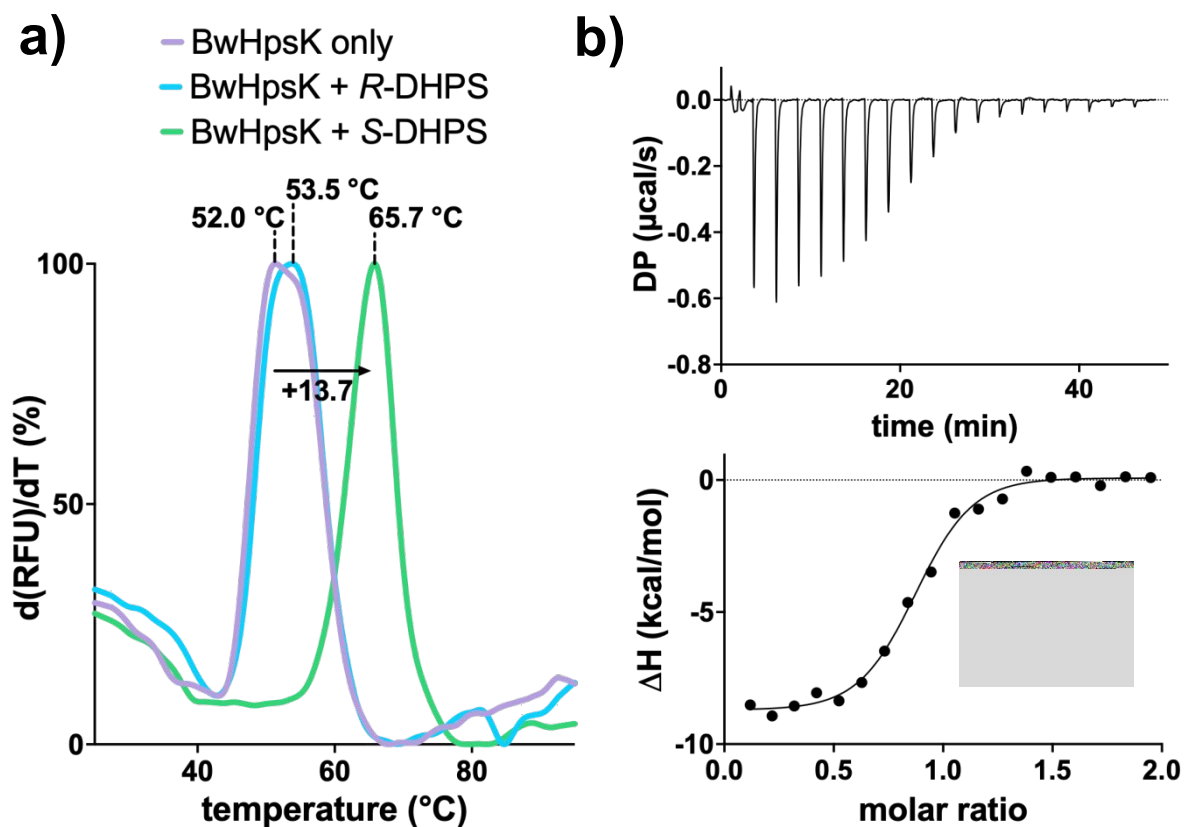 a)
BwHpsK only
BwHpsK + R-DHPS
BwHpsK + S-DHPS
53.5 °C
52.0 °C
65.7 °C
+13.7
100
50
0
d(RFU)/dT (%)
40
60
80
temperature (°C)
b)
0.0
-0.2
-0.4
-0.6
-0.8
DP (µcal/s)
0
20
40
time (min)
0
-5
-10
ΔH (kcal/mol)
0.0
0.5
1.0
1.5
2.0
molar ratio